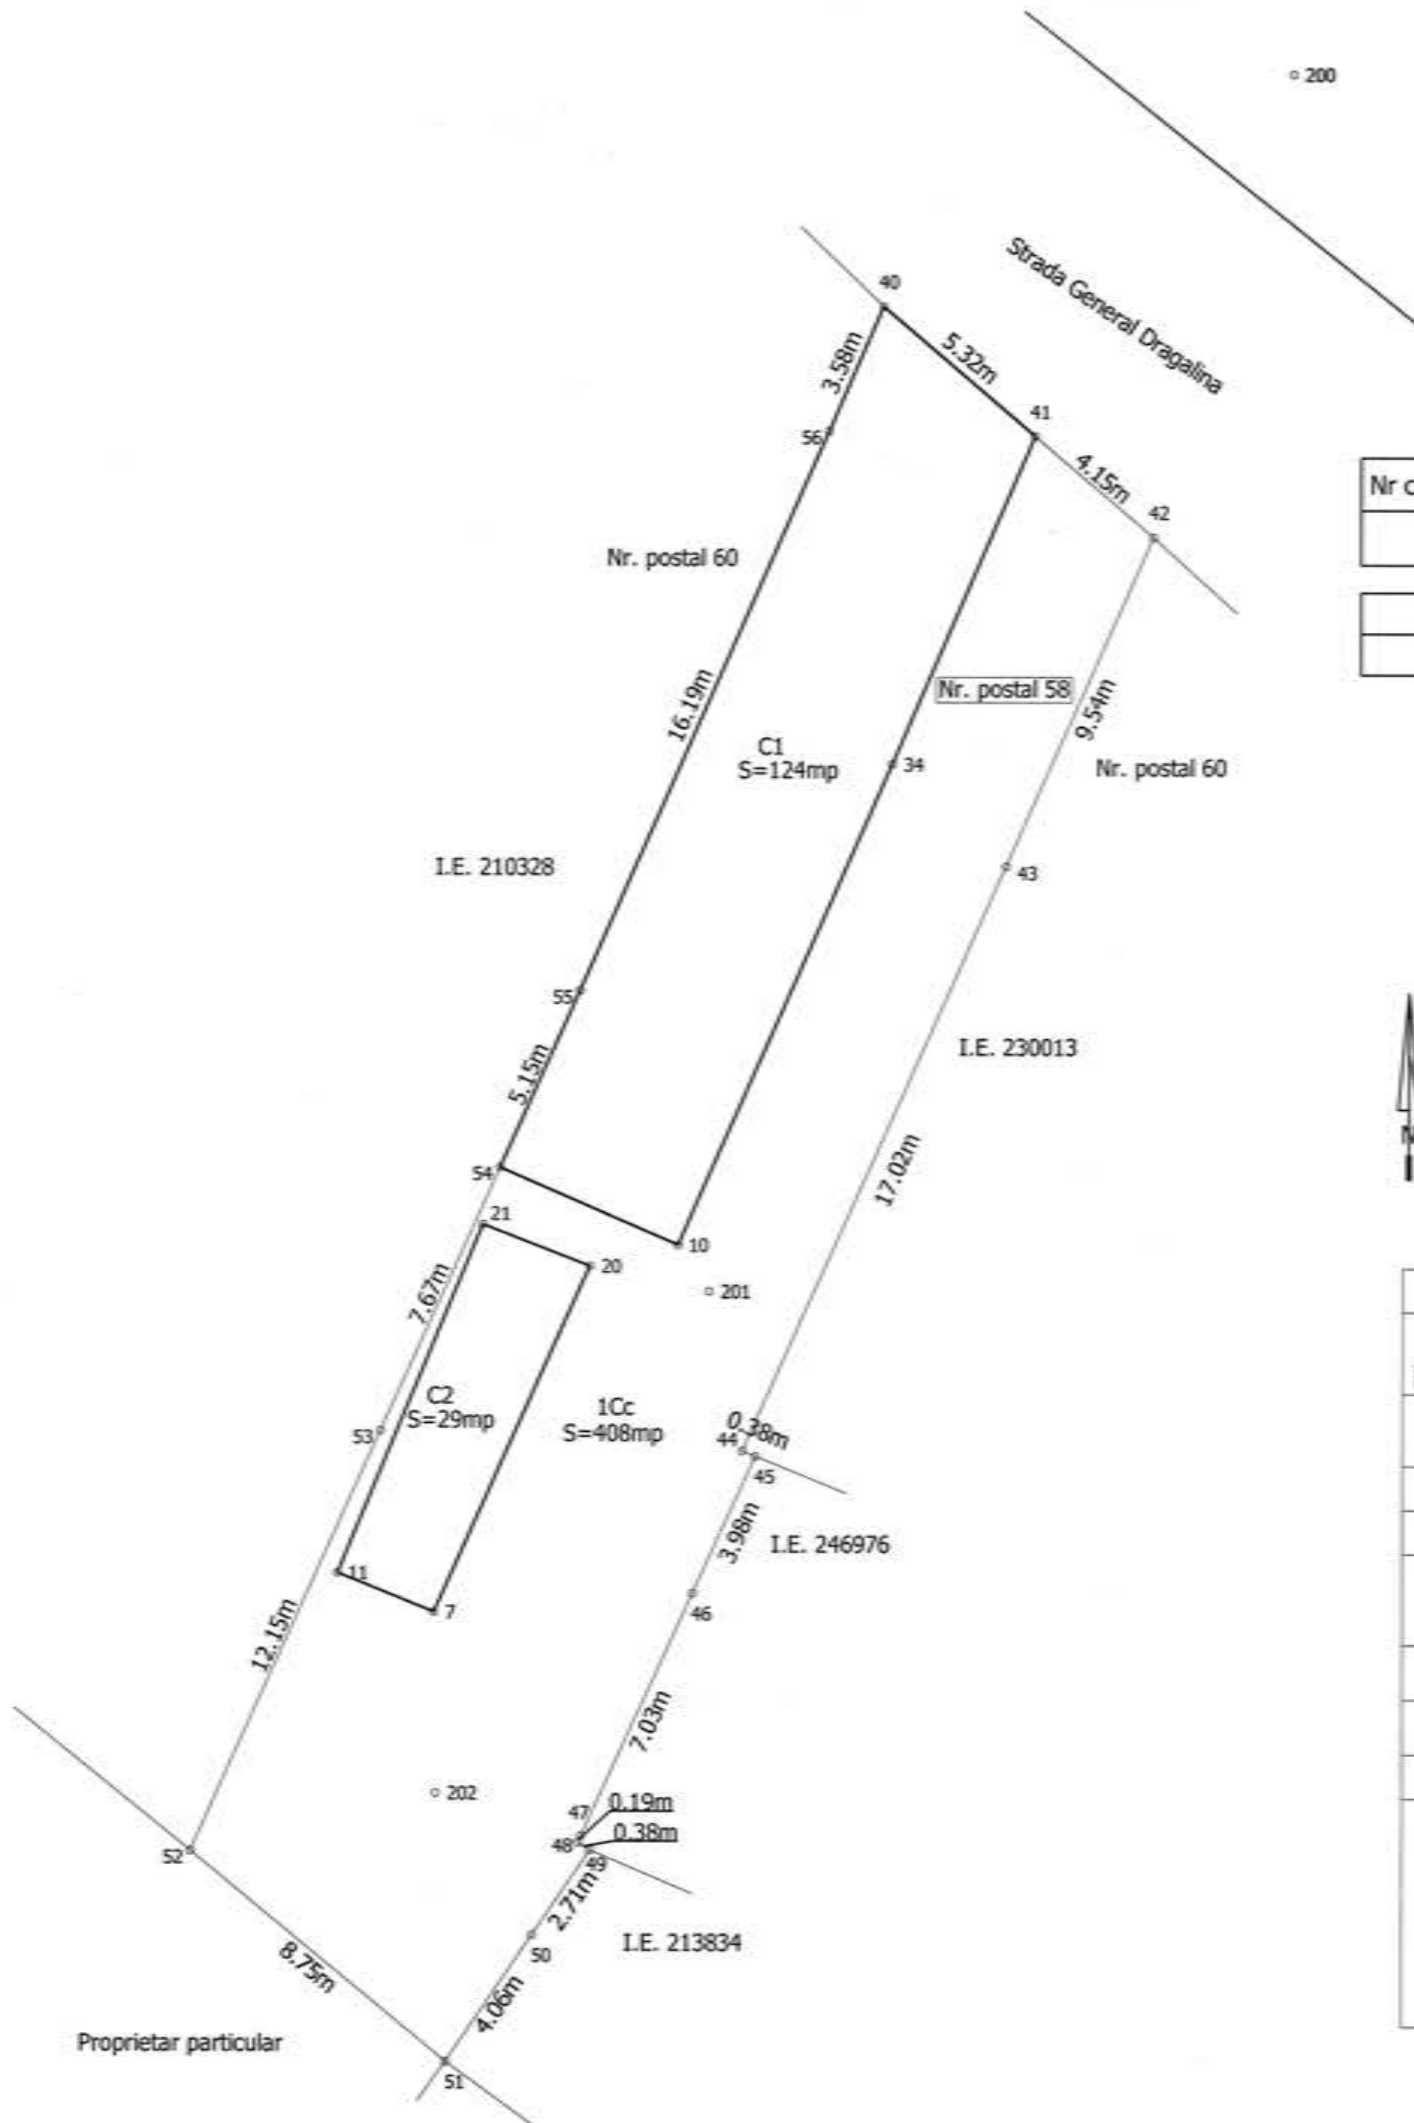 200
Strada General Dragalina
40
5.32m
3.58m
41
56
4.15m
42
Nr c
Nr. postal 60
Nr. postal 58
16.19m
9.54m
C1
S=124mp
34
Nr. postal 60
I.E. 210328
43
55
I.E. 230013
5.15m
17.02m
54
21
10
20
201
7.67m
C2
S=29mp
1Cc
S=408mp
53
0.38m
44
45
3.98m
I.E. 246976
11
7
46
12.15m
7.03m
202
47
0.19m
48
0.38m
49
52
2.71m
50
I.E. 213834
8.75m
4.06m
Proprietar particular
51